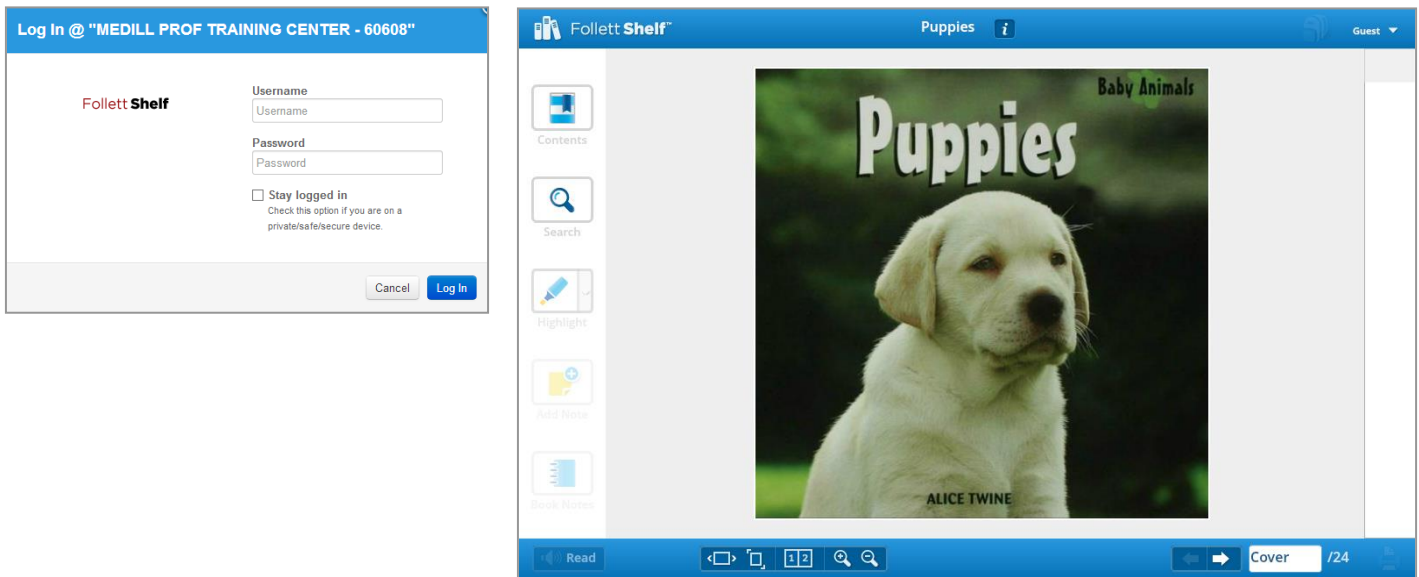 Log In @ "MEDILL PROF TRAINING CENTER - 60608"
Follett Shelf
Username
Username
Password
Password
Stay logged in
Check this option if you are on a
private/safe/secure device.
Cancel
Log In
Follett Shelf™
Puppies
i
Guest
Contents
Search
Highlight
Add Note
Book Notes
Baby Animals
Puppies
ALICE TWINE
Read
1 2
Cover
/24